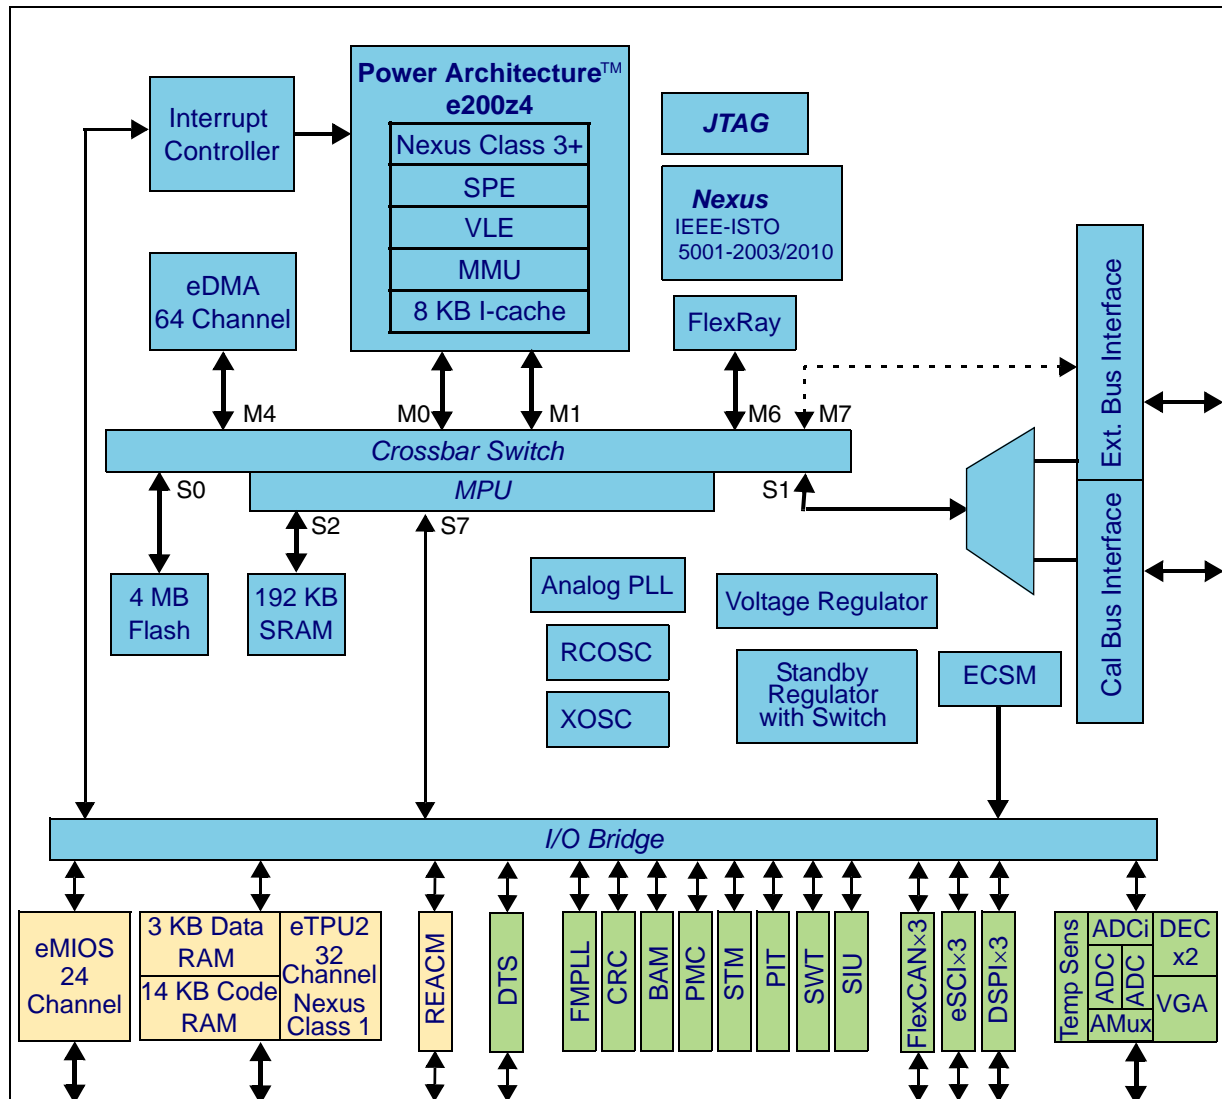 Power Architecture™
e200z4
Nexus Class 3+
SPE
VLE
MMU
8 KB I-cache
Interrupt
Controller
JTAG
Nexus
IEEE-ISTO
5001-2003/2010
eDMA
64 Channel
FlexRay
Ext. Bus Interface
Cal Bus Interface
M4
M0
M1
M6
M7
Crossbar Switch
MPU
S0
S2
S7
S1
4 MB
Flash
192 KB
SRAM
Analog PLL
RCOSC
XOSC
Voltage Regulator
Standby
Regulator
with Switch
ECSM
I/O Bridge
eMIOS
24
Channel
3 KB Data
RAM
14 KB Code
RAM
eTPU2
32
Channel
Nexus
Class 1
REACM
DTS
FMPLL
CRC
BAM
PMC
STM
PIT
SWT
SIU
FlexCAN×3
eSCI×3
DSPI×3
Temp Sens
ADCi
ADC
ADC
AMux
DEC
x2
VGA